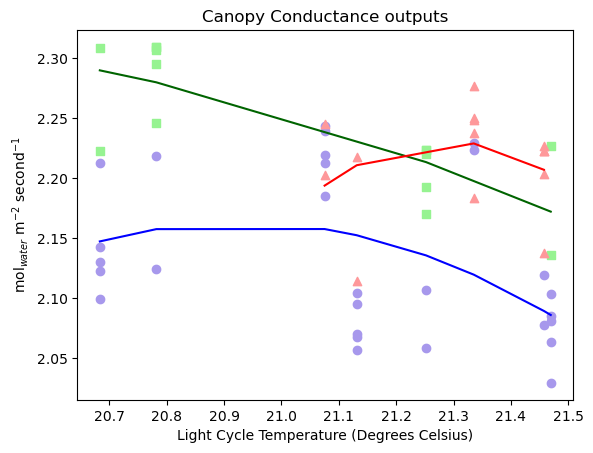 Canopy Conductance outputs
2.30
2.25
2.20
2.15
2.10
2.05
mol_water m⁻² second⁻¹
20.7 20.8 20.9 21.0 21.1 21.2 21.3 21.4 21.5
Light Cycle Temperature (Degrees Celsius)